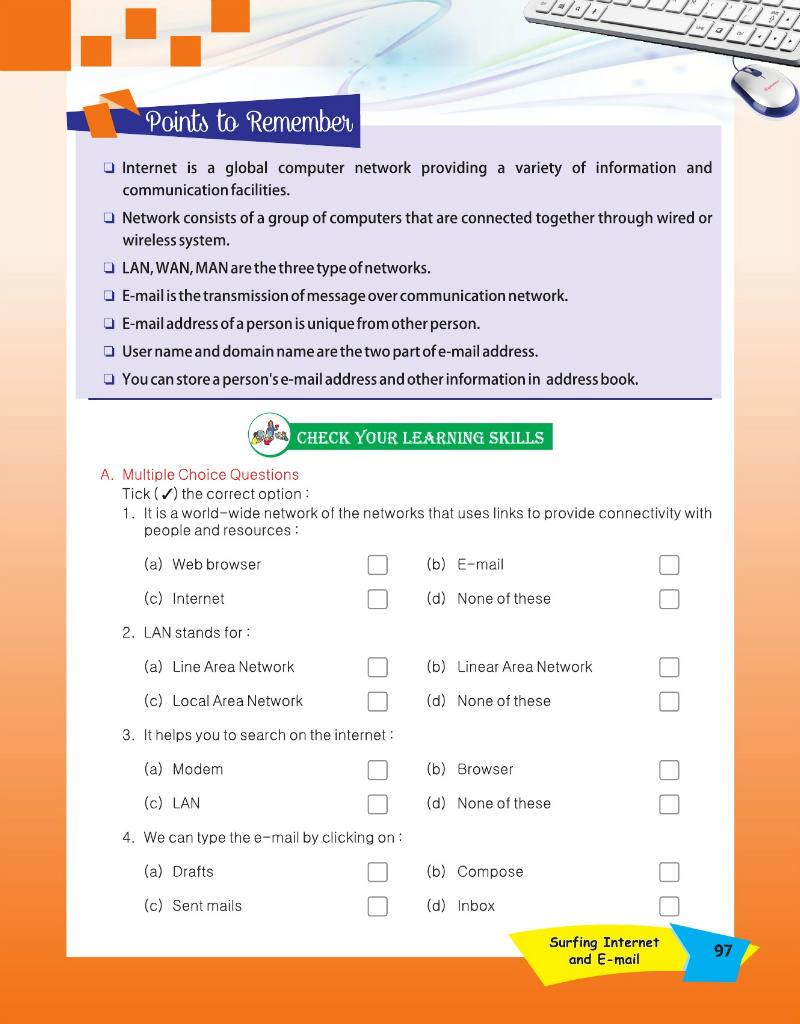 Points to Remember
❑ Internet is a global computer network providing a variety of information and
communication facilities.
❑ Network consists of a group of computers that are connected together through wired or
wireless system.
❑ LAN, WAN, MAN are the three type of networks.
❑ E-mail is the transmission of message over communication network.
❑ E-mail address of a person is unique from other person.
❑ User name and domain name are the two part of e-mail address.
❑ You can store a person's e-mail address and other information in address book.
CHECK YOUR LEARNING SKILLS
A. Multiple Choice Questions
Tick (✓) the correct option :
1. It is a world-wide network of the networks that uses links to provide connectivity with
people and resources :
(a) Web browser (b) E-mail
(c) Internet (d) None of these
2. LAN stands for :
(a) Line Area Network (b) Linear Area Network
(c) Local Area Network (d) None of these
3. It helps you to search on the internet :
(a) Modem (b) Browser
(c) LAN (d) None of these
4. We can type the e-mail by clicking on :
(a) Drafts (b) Compose
(c) Sent mails (d) Inbox
Surfing Internet
and E-mail
97